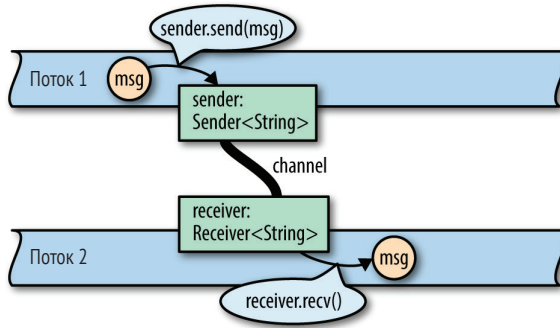 sender.send(msg)
Поток 1
msg
sender:
Sender<String>
channel
receiver:
Receiver<String>
Поток 2
msg
receiver.recv()